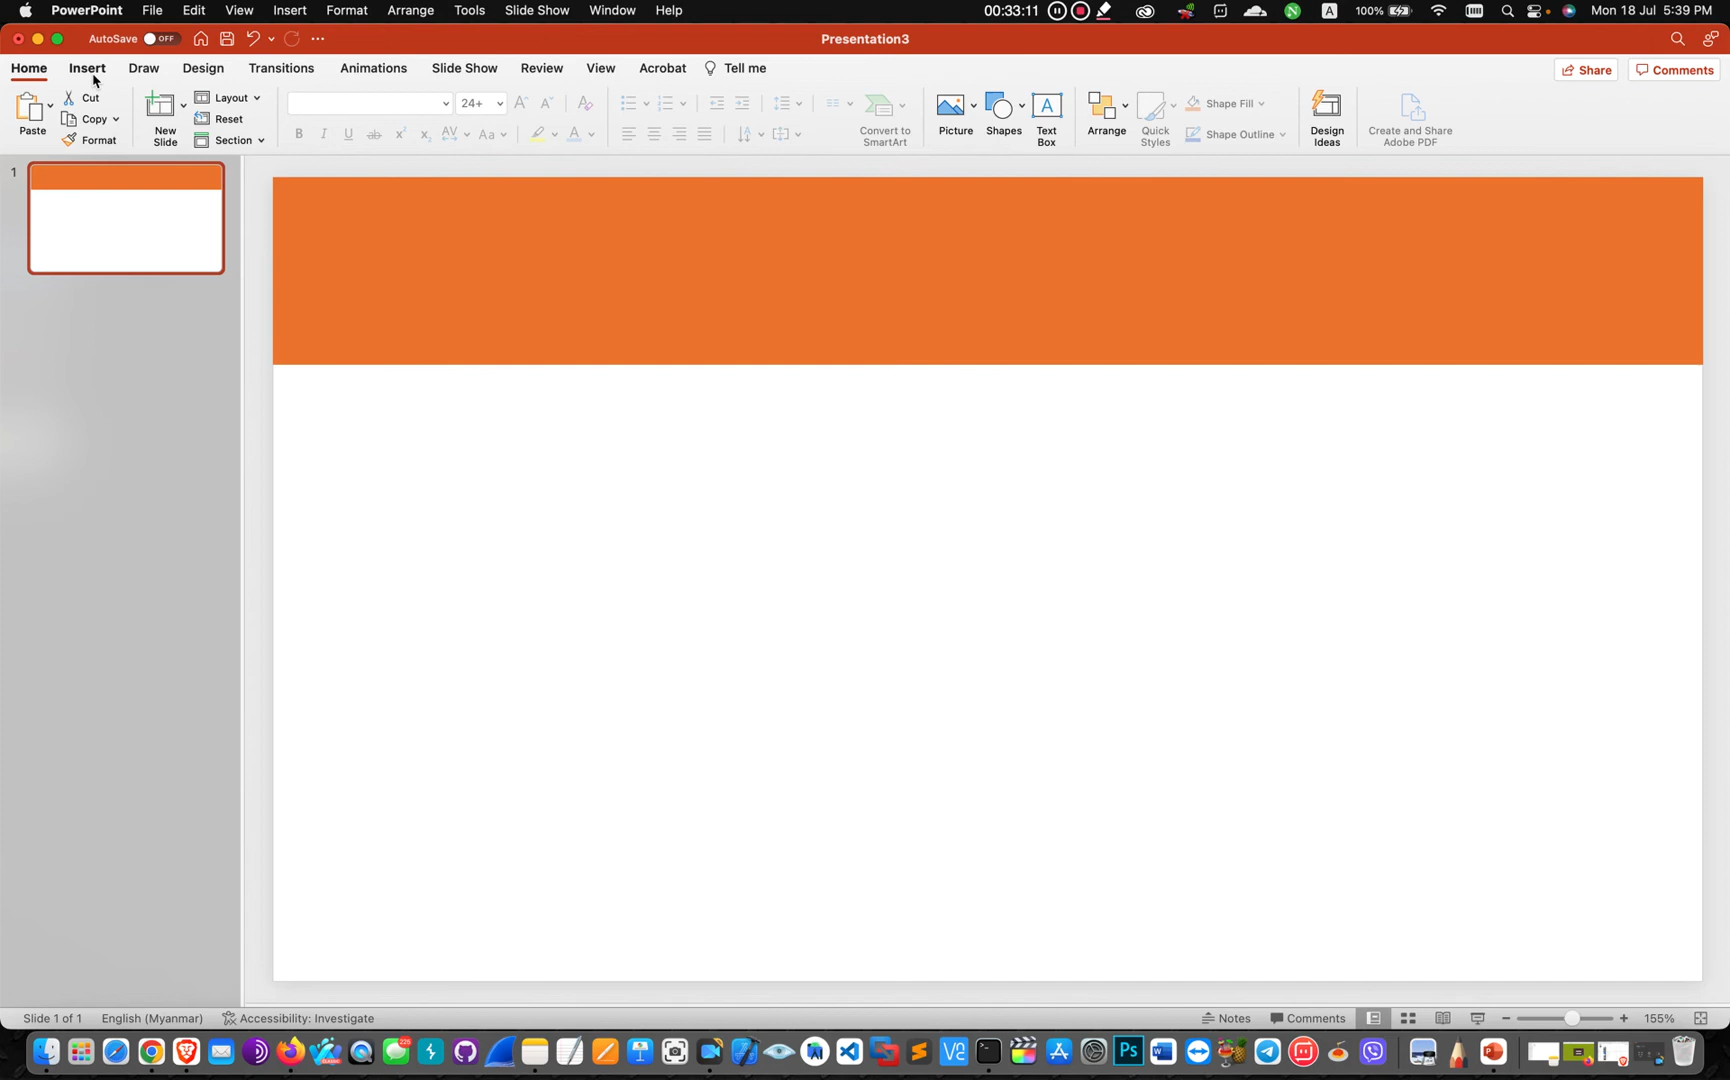 PowerPoint File Edit View Insert Format Arrange Tools Slide Show Window Help 00:33:11 A 100% Mon 18 Jul 5:39 PM
AutoSave OFF Presentation3
Home Insert Draw Design Transitions Animations Slide Show Review View Acrobat Tell me Share Comments
Paste Cut Copy Format
New Slide Layout Reset Section
24+
Convert to SmartArt
Picture Shapes Text Box
Arrange Quick Styles Shape Fill Shape Outline
Design Ideas
Create and Share Adobe PDF
1
Slide 1 of 1 English (Myanmar) Accessibility: Investigate Notes Comments 155%
225
Ps